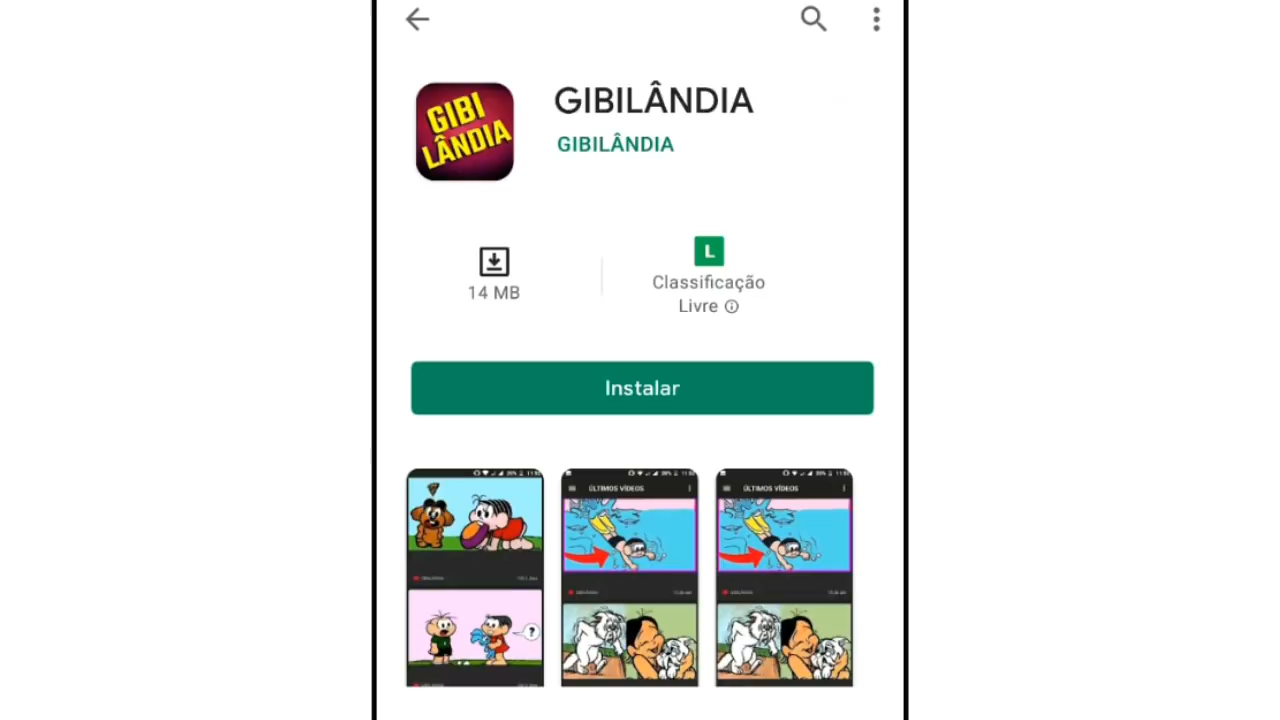 GIBILÂNDIA
GIBI
LÂNDIA
GIBILÂNDIA
14 MB
L
Classificação
Livre
Instalar
ÚLTIMOS VÍDEOS
ÚLTIMOS VÍDEOS
?